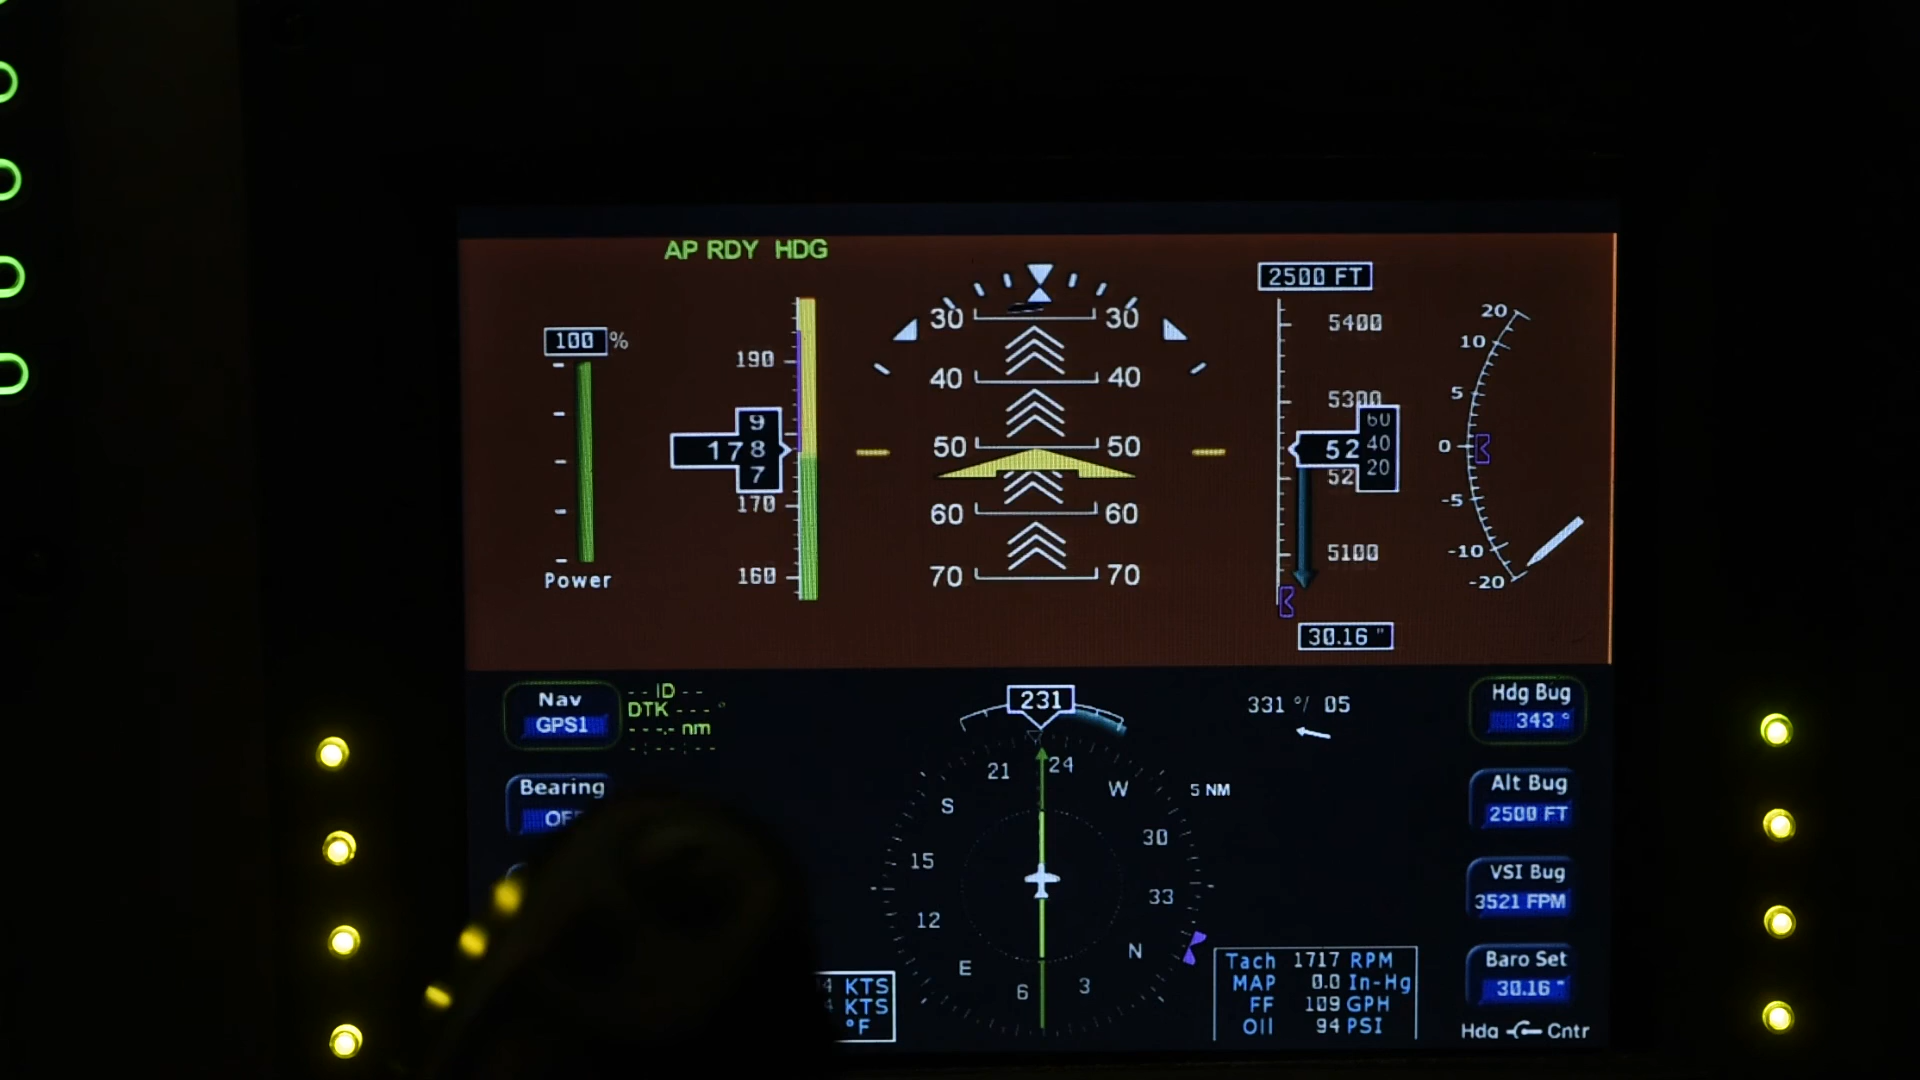 AP RDY HDG
2500 FT
100 %
Power
190
9
178
7
170
160
30 30
40 40
50 50
60 60
70 70
5400
5300
60
52 40
20
52
5100
30.16 "
20
10
5
0
-5
-10
-20
Nav
GPS1
-- ID --
DTK --- °
---.- nm
-:--:--
Bearing
231
331 °/ 05
5 NM
21 24 W 30 33 N 3 6 E 12 15 S
KTS
KTS
°F
Tach 1717 RPM
MAP 0.0 In-Hg
FF 109 GPH
Oil 94 PSI
Hdg Bug
343 °
Alt Bug
2500 FT
VSI Bug
3521 FPM
Baro Set
30.16 "
Hdg Cntr